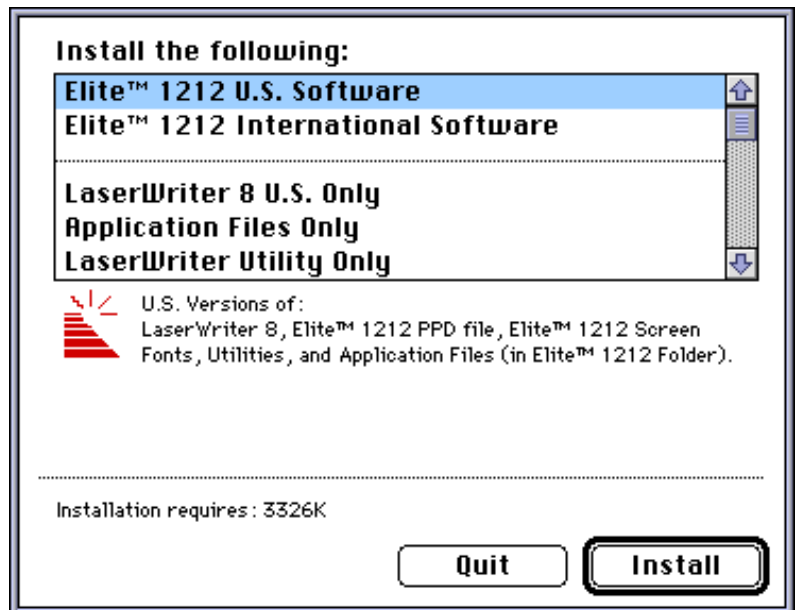 Install the following:
Elite™ 1212 U.S. Software
Elite™ 1212 International Software
LaserWriter 8 U.S. Only
Application Files Only
LaserWriter Utility Only
U.S. Versions of:
LaserWriter 8, Elite™ 1212 PPD file, Elite™ 1212 Screen
Fonts, Utilities, and Application Files (in Elite™ 1212 Folder).
Installation requires: 3326K
Quit Install